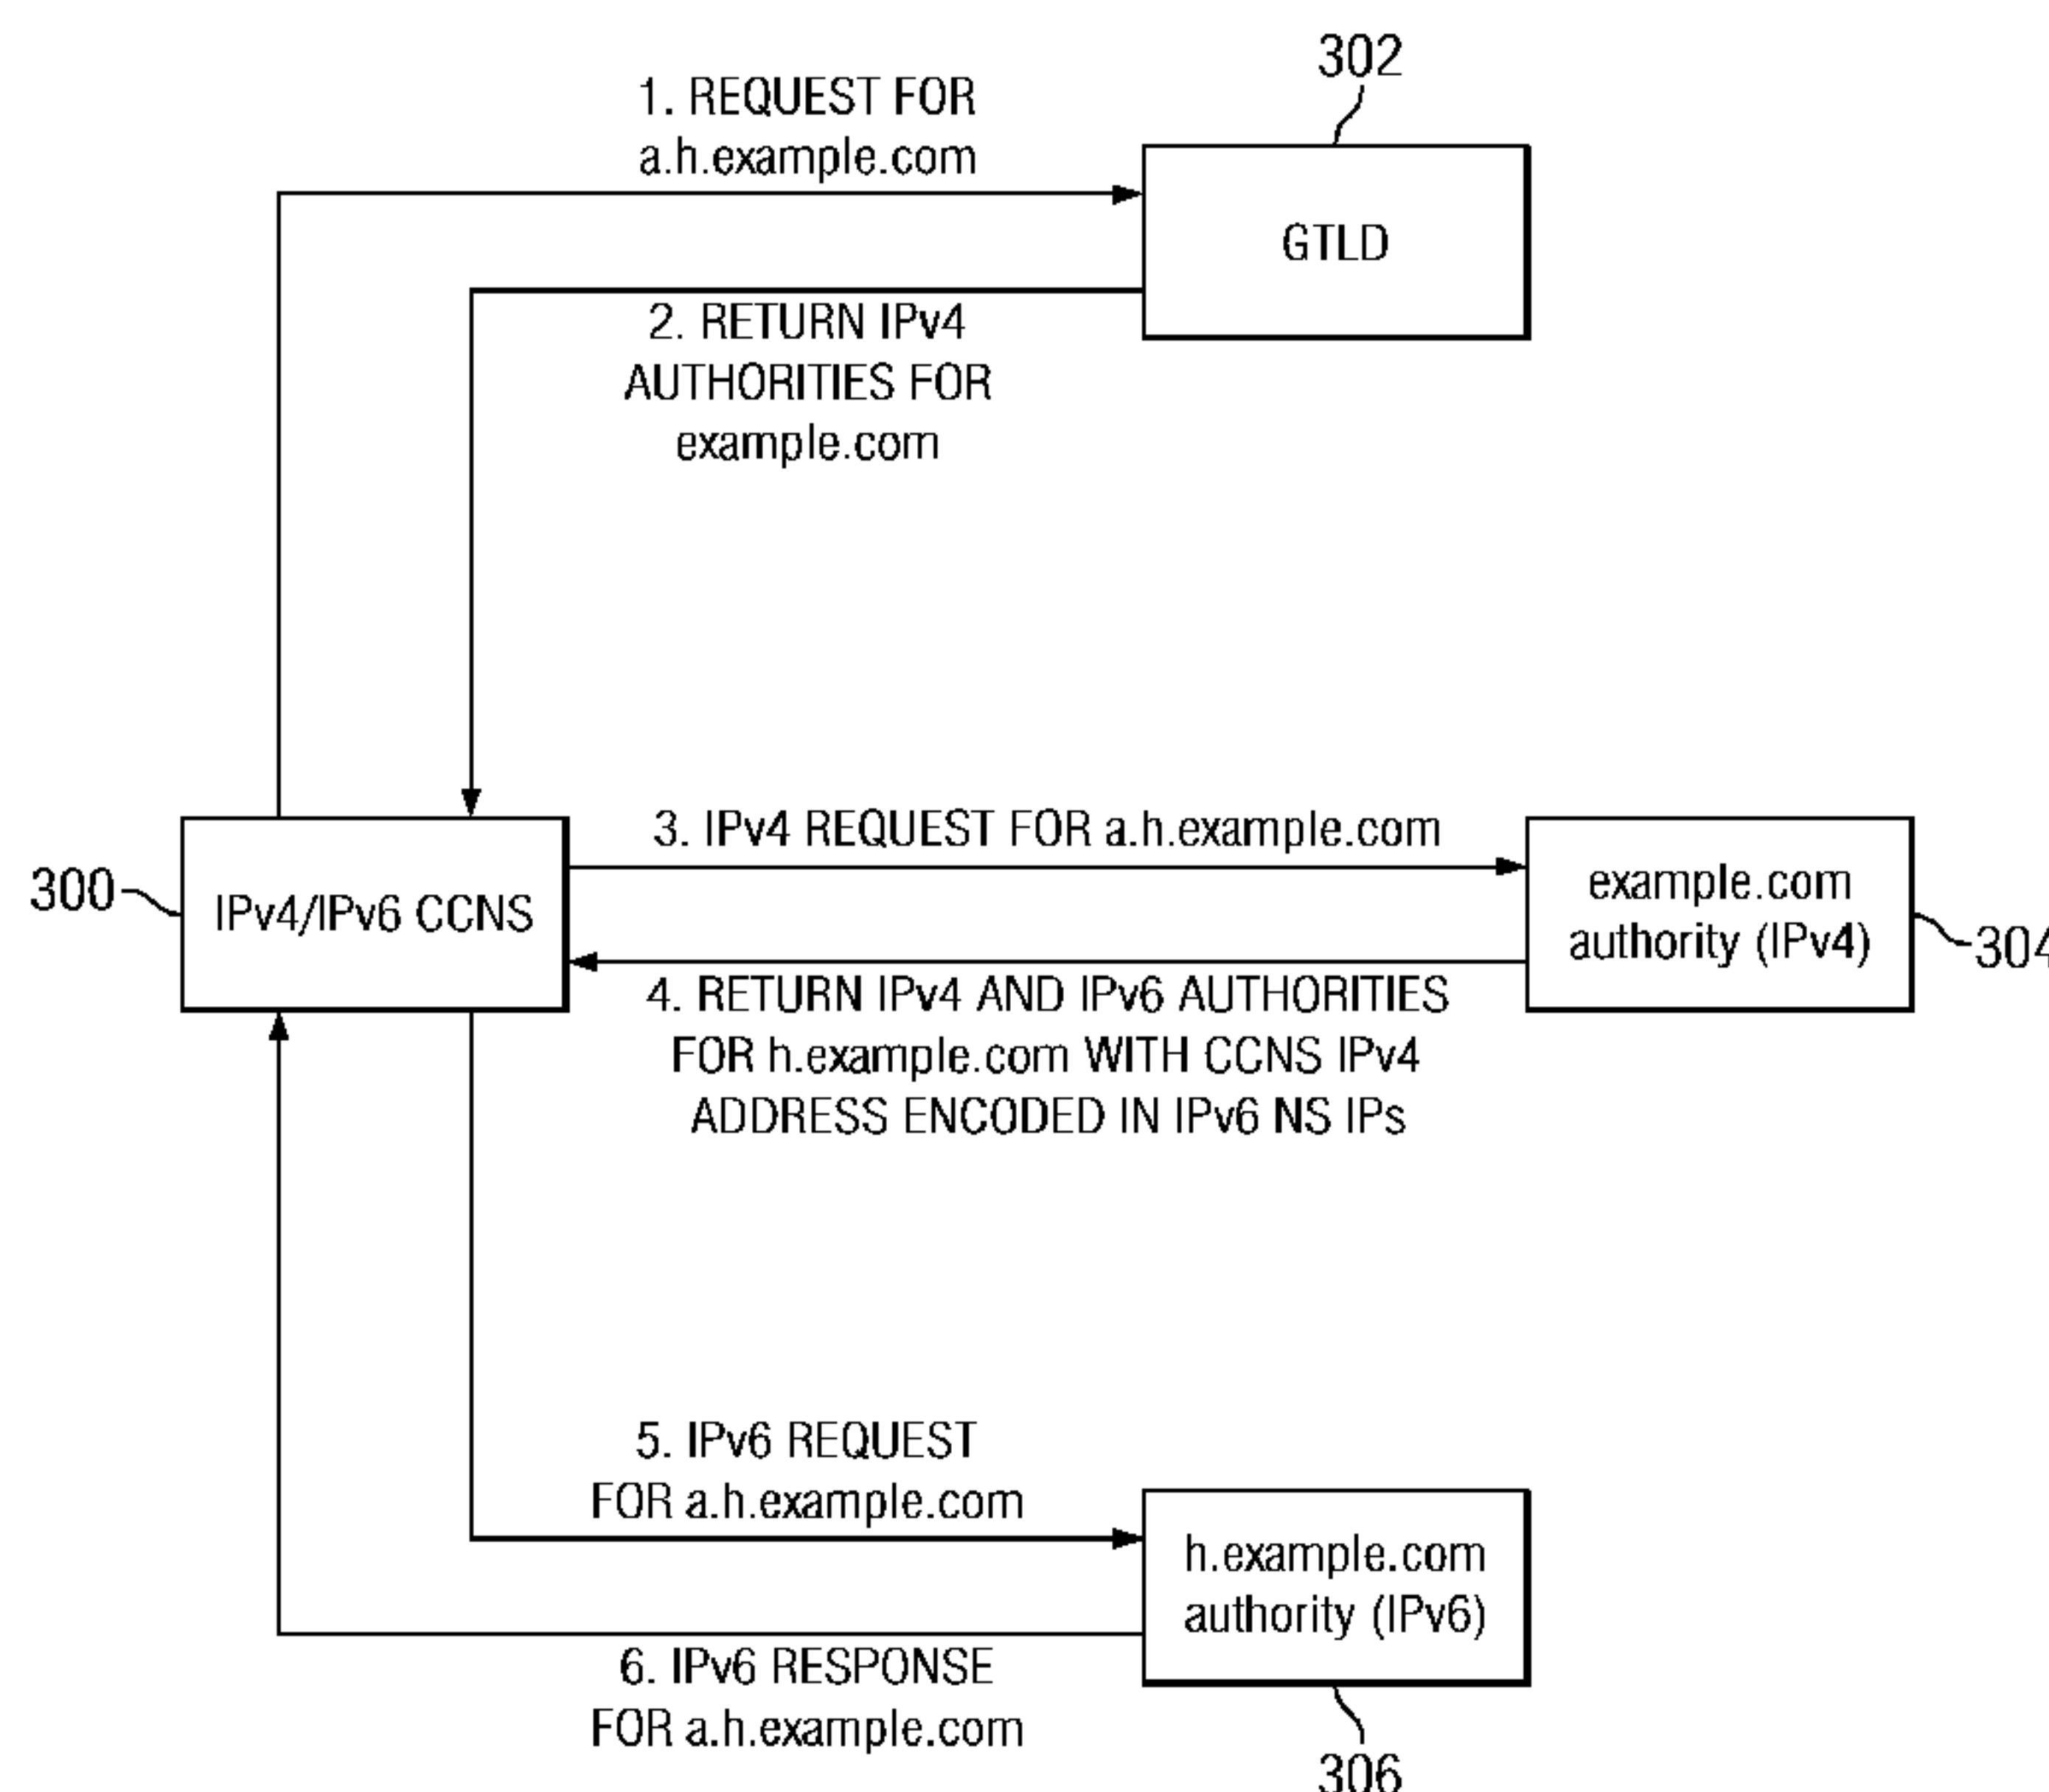 302
1. REQUEST FOR
a.h.example.com
GTLD
2. RETURN IPv4
AUTHORITIES FOR
example.com
300
IPv4/IPv6 CCNS
3. IPv4 REQUEST FOR a.h.example.com
example.com
authority (IPv4)
304
4. RETURN IPv4 AND IPv6 AUTHORITIES
FOR h.example.com WITH CCNS IPv4
ADDRESS ENCODED IN IPv6 NS IPs
5. IPv6 REQUEST
FOR a.h.example.com
h.example.com
authority (IPv6)
6. IPv6 RESPONSE
FOR a.h.example.com
306